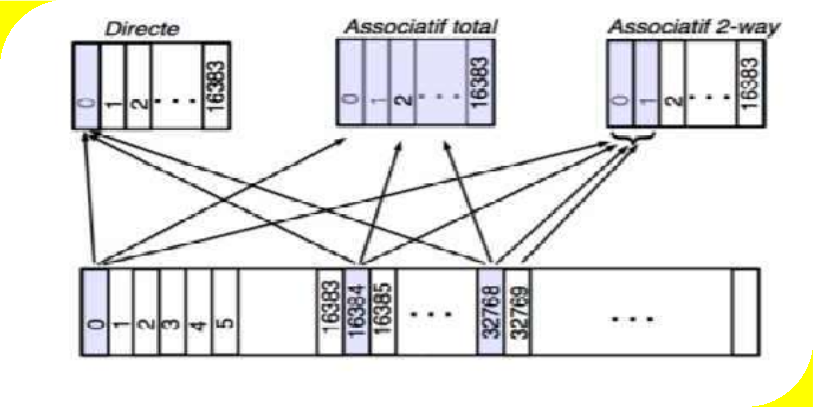 Directe Associatif total Associatif 2-way
0 1 2 ... 16383 0 1 2 ... 16383 0 1 2 ... 16383
0 1 2 3 4 5 16383 16384 16385 ... 32768 32769 ...